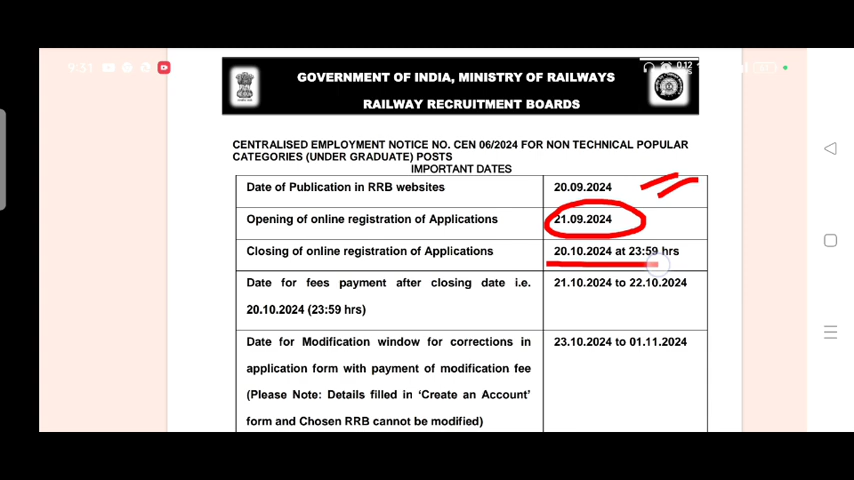 9:31
GOVERNMENT OF INDIA, MINISTRY OF RAILWAYS
RAILWAY RECRUITMENT BOARDS
CENTRALISED EMPLOYMENT NOTICE NO. CEN 06/2024 FOR NON TECHNICAL POPULAR
CATEGORIES (UNDER GRADUATE) POSTS
IMPORTANT DATES
Date of Publication in RRB websites 20.09.2024
Opening of online registration of Applications 21.09.2024
Closing of online registration of Applications 20.10.2024 at 23:59 hrs
Date for fees payment after closing date i.e. 21.10.2024 to 22.10.2024
20.10.2024 (23:59 hrs)
Date for Modification window for corrections in 23.10.2024 to 01.11.2024
application form with payment of modification fee
(Please Note: Details filled in ‘Create an Account’
form and Chosen RRB cannot be modified)